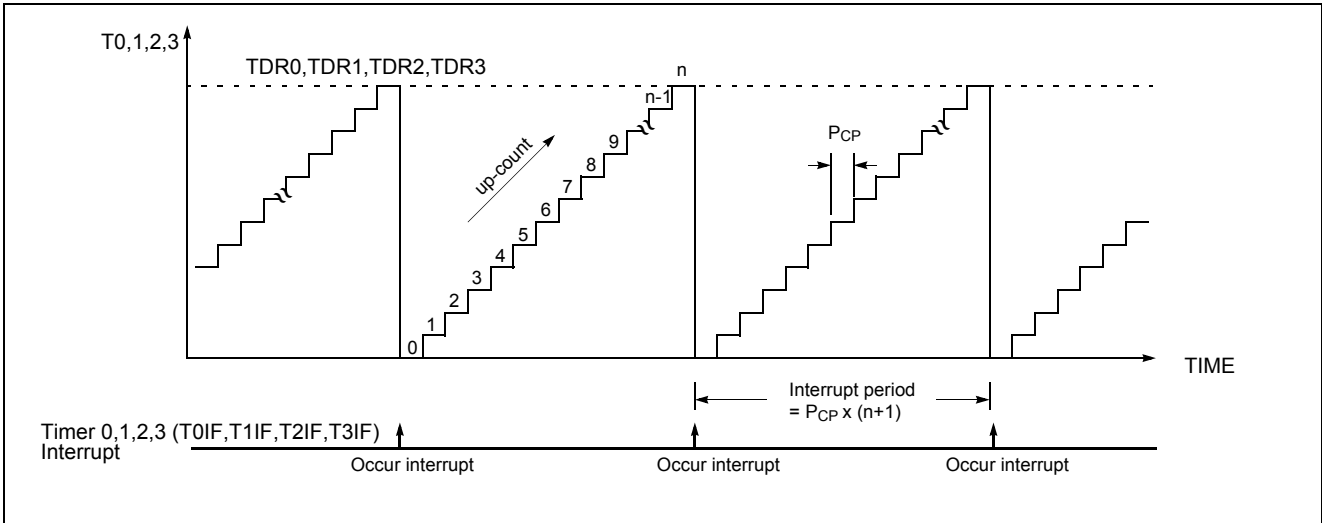 T0,1,2,3
TDR0,TDR1,TDR2,TDR3
n
n-1
9
8
7
6
5
4
3
2
1
0
up-count
PCP
TIME
Interrupt period
= PCP x (n+1)
Timer 0,1,2,3 (T0IF,T1IF,T2IF,T3IF)
Interrupt
Occur interrupt
Occur interrupt
Occur interrupt